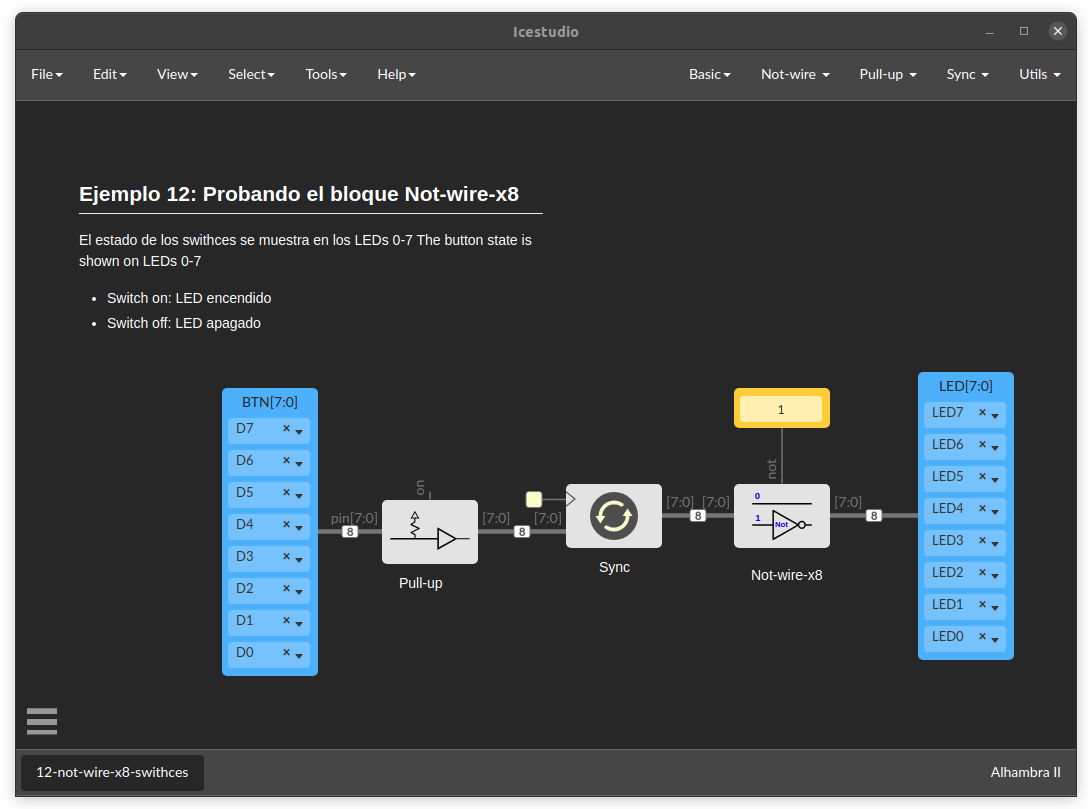 Icestudio
File Edit View Select Tools Help Basic Not-wire Pull-up Sync Utils
Ejemplo 12: Probando el bloque Not-wire-x8
El estado de los swithces se muestra en los LEDs 0-7 The button state is
shown on LEDs 0-7
• Switch on: LED encendido
• Switch off: LED apagado
BTN[7:0]
D7 ×
D6 ×
D5 ×
D4 ×
D3 ×
D2 ×
D1 ×
D0 ×
pin[7:0]
8
on
Pull-up
[7:0]
8
[7:0]
Sync
[7:0]
8
[7:0]
1
not
0
1
Not
Not-wire-x8
[7:0]
8
LED[7:0]
LED7 ×
LED6 ×
LED5 ×
LED4 ×
LED3 ×
LED2 ×
LED1 ×
LED0 ×
12-not-wire-x8-swithces
Alhambra II